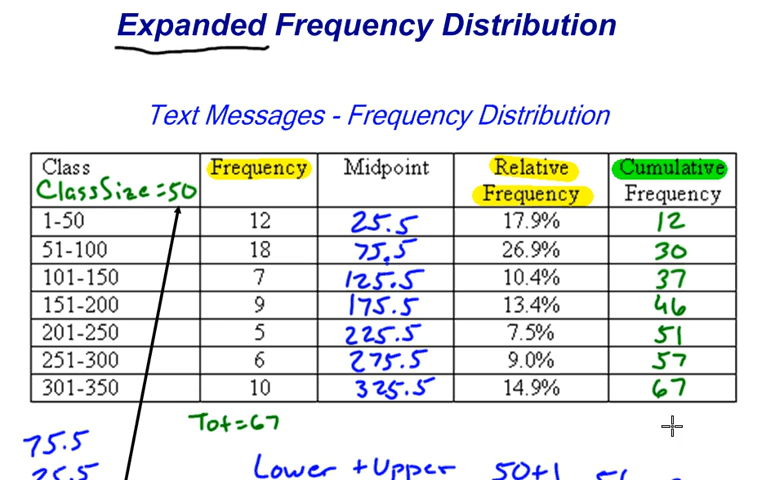 Expanded Frequency Distribution
Text Messages - Frequency Distribution
Class Frequency Midpoint Relative Cumulative
ClassSize=50 Frequency Frequency
1-50 12 25.5 17.9% 12
51-100 18 75.5 26.9% 30
101-150 7 125.5 10.4% 37
151-200 9 175.5 13.4% 46
201-250 5 225.5 7.5% 51
251-300 6 275.5 9.0% 57
301-350 10 325.5 14.9% 67
Tot=67
75.5
25.5
Lower + Upper 50+1 51